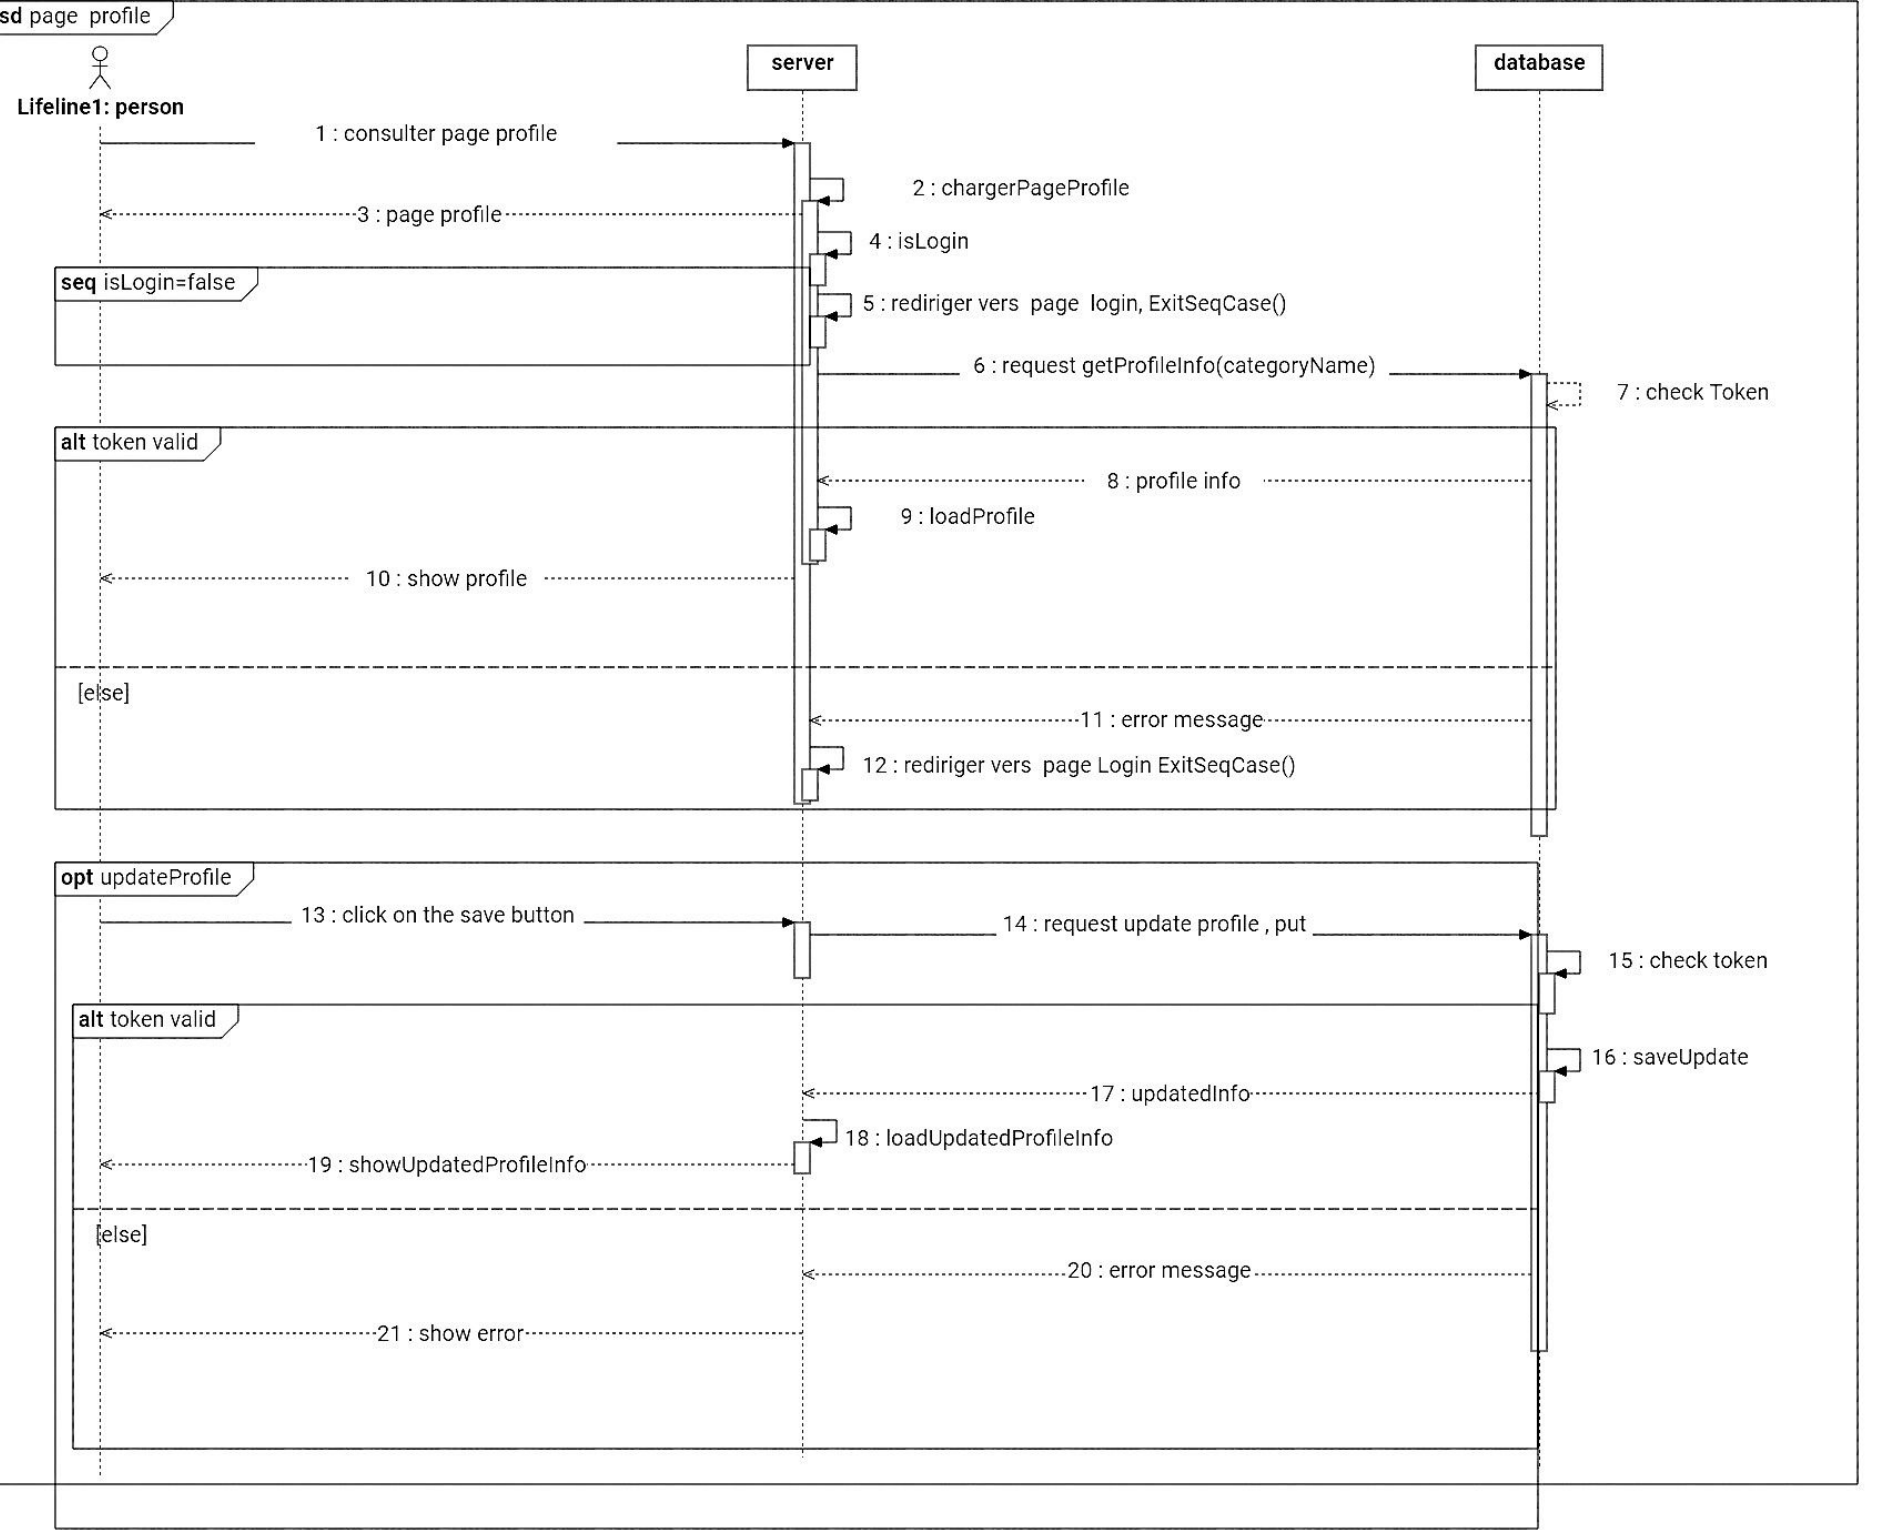 sd page profile
server
database
Lifeline1: person
1 : consulter page profile
2 : chargerPageProfile
3 : page profile
4 : isLogin
seq isLogin=false
5 : rediriger vers page login, ExitSeqCase()
6 : request getProfileInfo(categoryName)
7 : check Token
alt token valid
8 : profile info
9 : loadProfile
10 : show profile
[else]
11 : error message
12 : rediriger vers page Login ExitSeqCase()
opt updateProfile
13 : click on the save button
14 : request update profile , put
15 : check token
alt token valid
16 : saveUpdate
17 : updatedInfo
18 : loadUpdatedProfileInfo
19 : showUpdatedProfileInfo
[else]
20 : error message
21 : show error